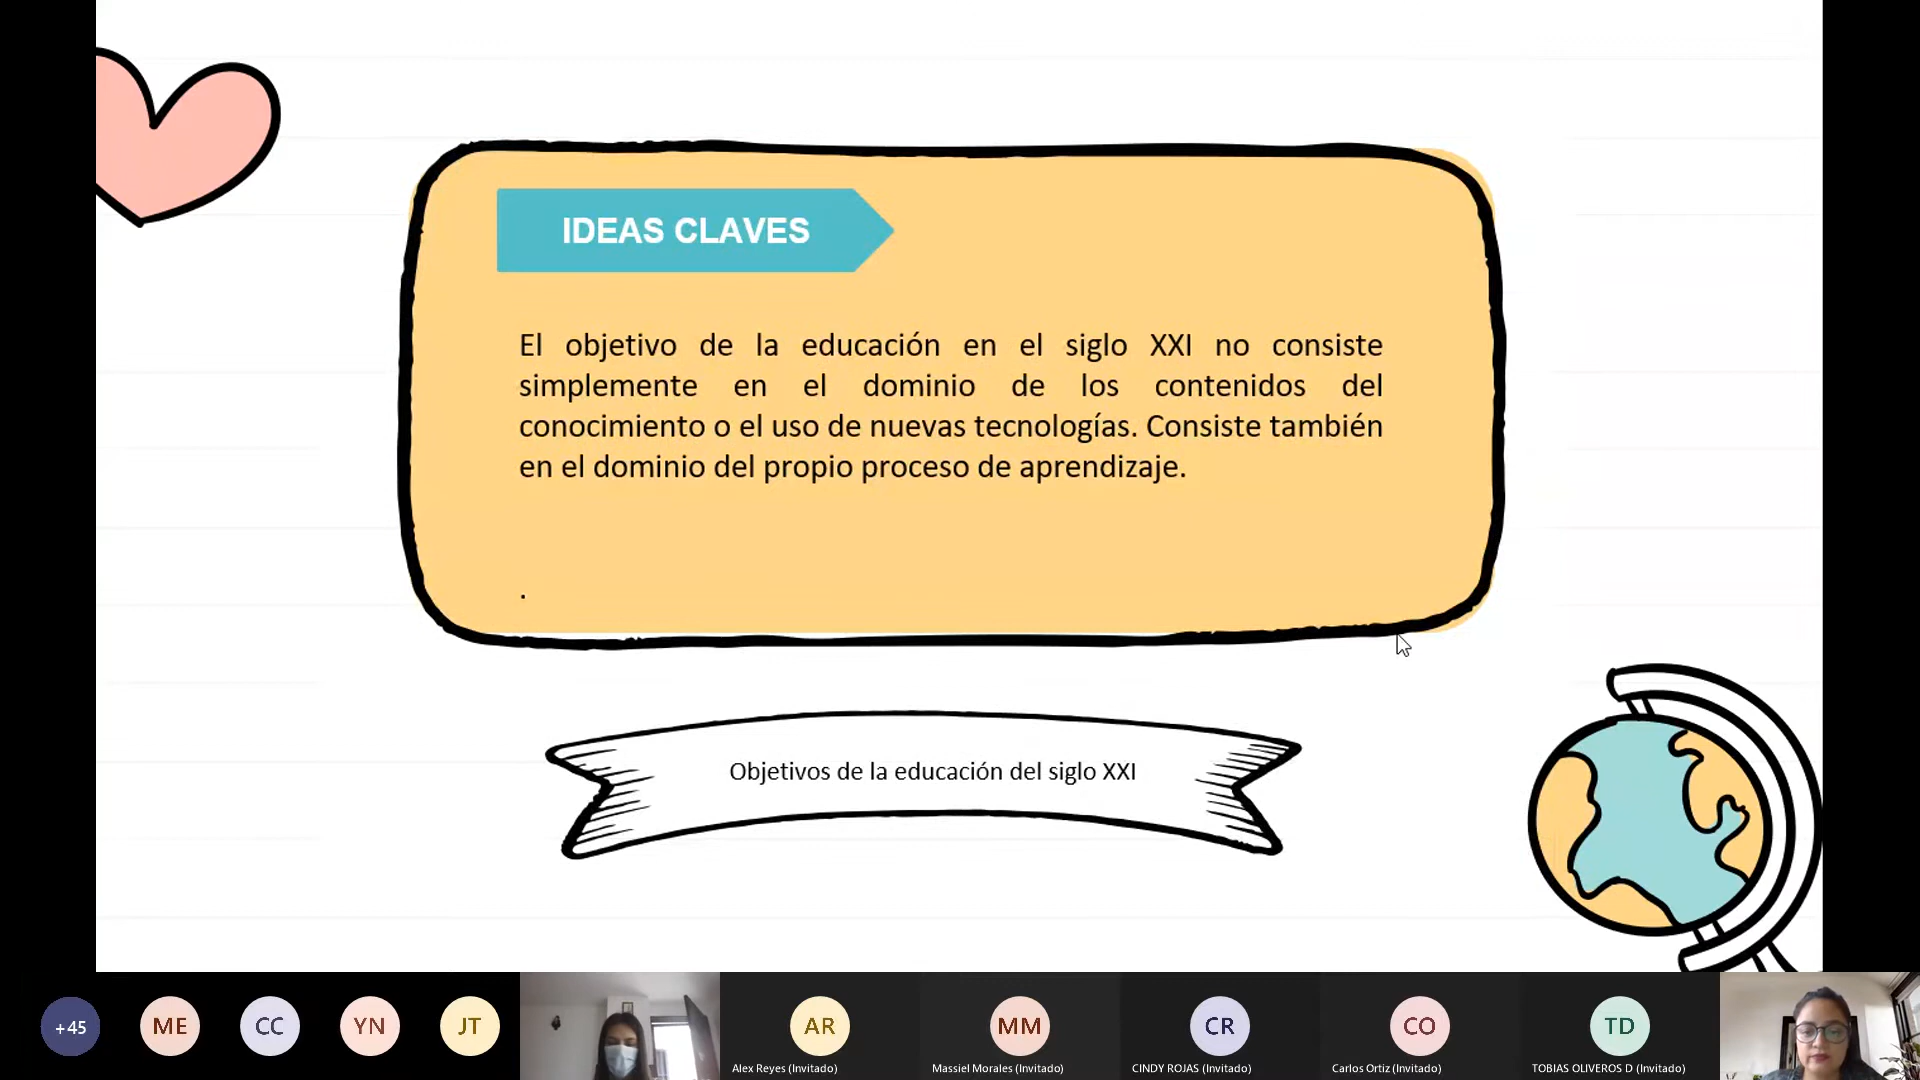 IDEAS CLAVES
El objetivo de la educación en el siglo XXI no consiste
simplemente en el dominio de los contenidos del
conocimiento o el uso de nuevas tecnologías. Consiste también
en el dominio del propio proceso de aprendizaje.
.
Objetivos de la educación del siglo XXI
+45
ME
CC
YN
JT
AR
MM
CR
CO
TD
Alex Reyes (Invitado)
Massiel Morales (Invitado)
CINDY ROJAS (Invitado)
Carlos Ortiz (Invitado)
TOBIAS OLIVEROS D (Invitado)